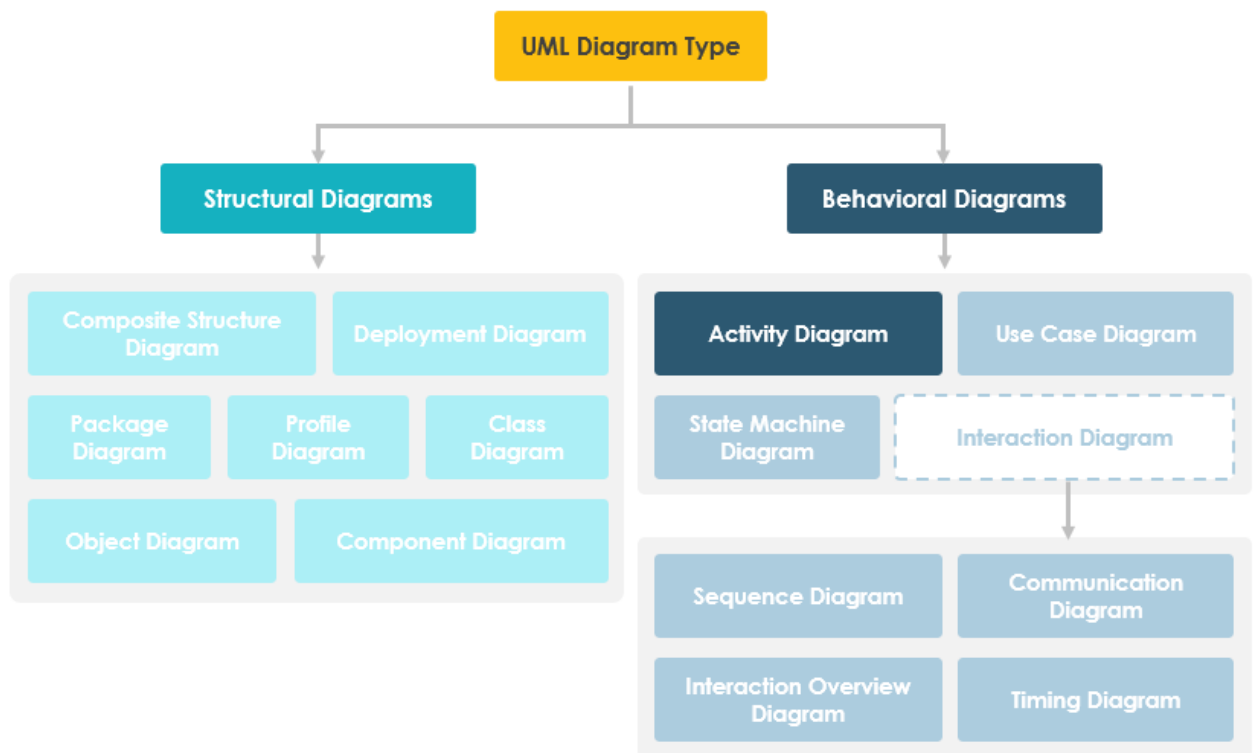 UML Diagram Type
Structural Diagrams
Behavioral Diagrams
Composite Structure
Diagram
Deployment Diagram
Package
Diagram
Profile
Diagram
Class
Diagram
Object Diagram
Component Diagram
Activity Diagram
Use Case Diagram
State Machine
Diagram
Interaction Diagram
Sequence Diagram
Communication
Diagram
Interaction Overview
Diagram
Timing Diagram